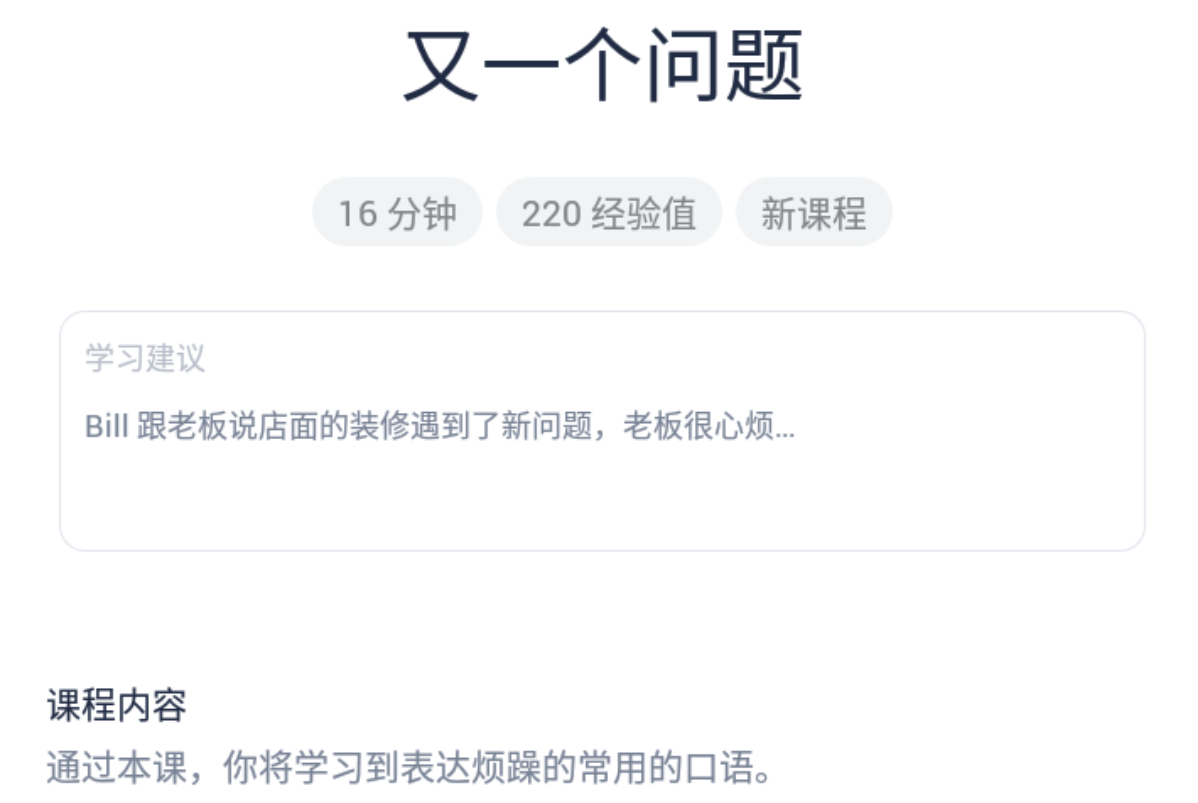 又一个问题
16 分钟
220 经验值
新课程
学习建议
Bill 跟老板说店面的装修遇到了新问题，老板很心烦...
课程内容
通过本课，你将学习到表达烦躁的常用的口语。